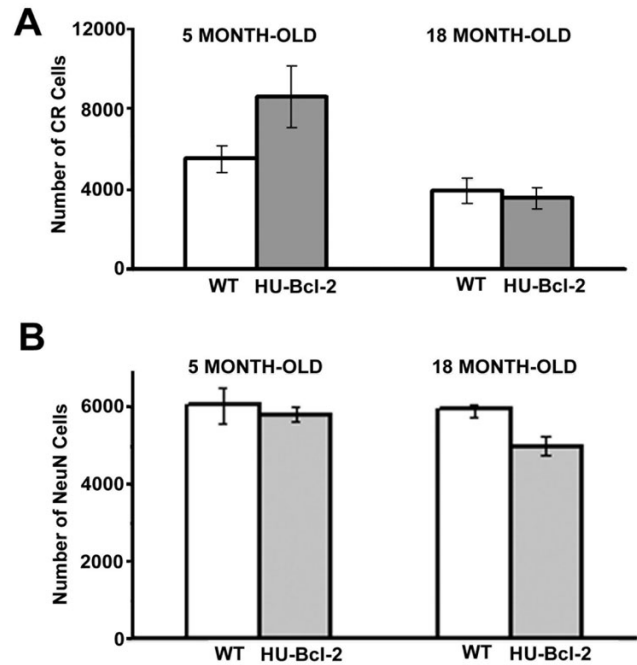 A
12000
8000
4000
0
Number of CR Cells
5 MONTH-OLD 18 MONTH-OLD
WT HU-Bcl-2 WT HU-Bcl-2
B
6000
4000
2000
0
Number of NeuN Cells
5 MONTH-OLD 18 MONTH-OLD
WT HU-Bcl-2 WT HU-Bcl-2